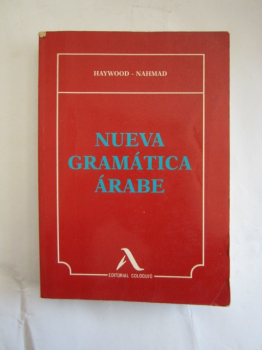 HAYWOOD - NAHMAD
NUEVA
GRAMÁTICA
ÁRABE
EDITORIAL COLOQUIO